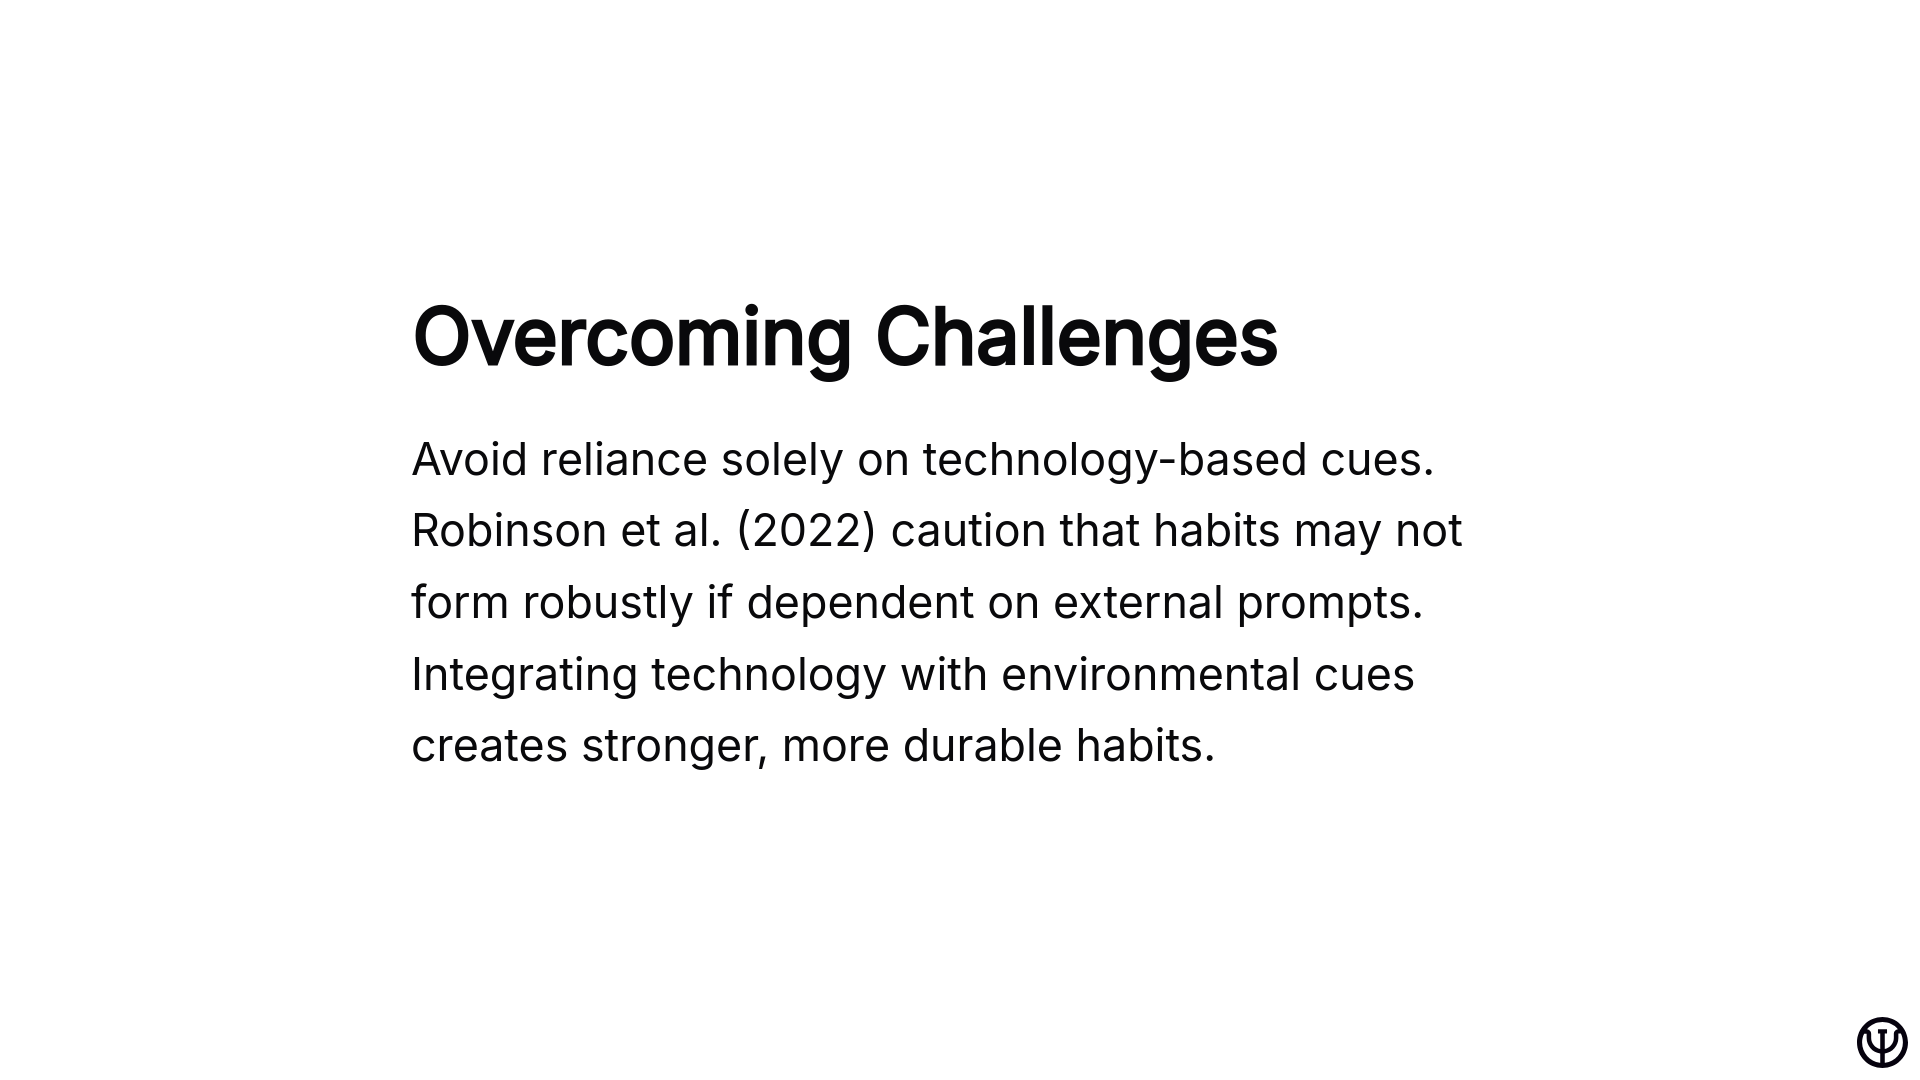 Overcoming Challenges
Avoid reliance solely on technology-based cues.
Robinson et al. (2022) caution that habits may not
form robustly if dependent on external prompts.
Integrating technology with environmental cues
creates stronger, more durable habits.